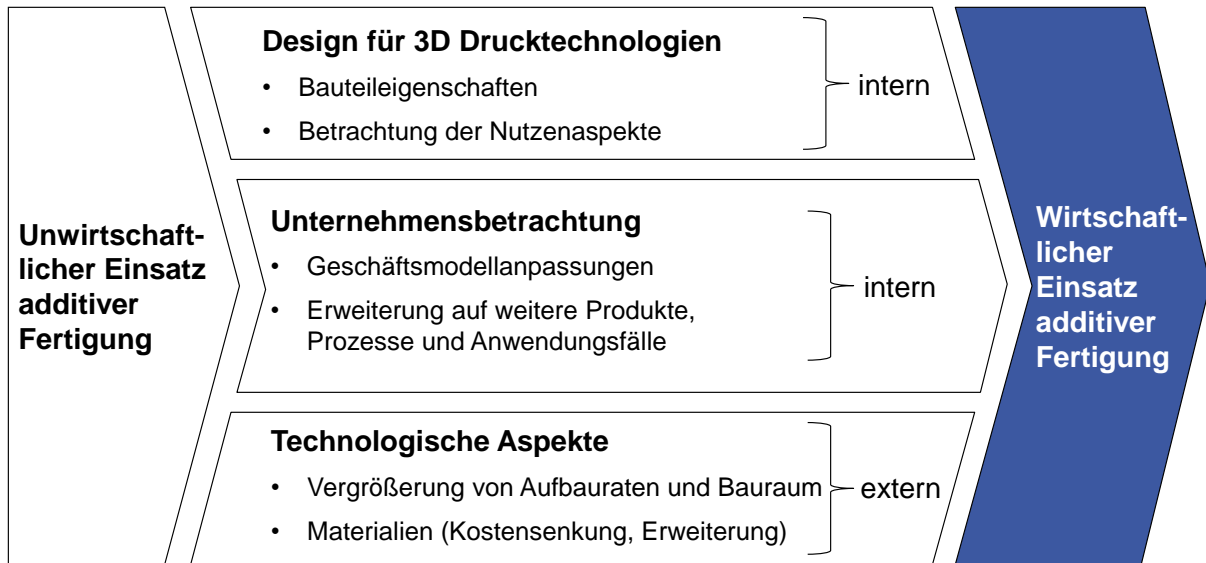 Unwirtschaft-
licher Einsatz
additiver
Fertigung
Design für 3D Drucktechnologien
• Bauteileigenschaften
• Betrachtung der Nutzenaspekte
intern
Unternehmensbetrachtung
• Geschäftsmodellanpassungen
• Erweiterung auf weitere Produkte,
Prozesse und Anwendungsfälle
intern
Technologische Aspekte
• Vergrößerung von Aufbauraten und Bauraum
• Materialien (Kostensenkung, Erweiterung)
extern
Wirtschaft-
licher
Einsatz
additiver
Fertigung